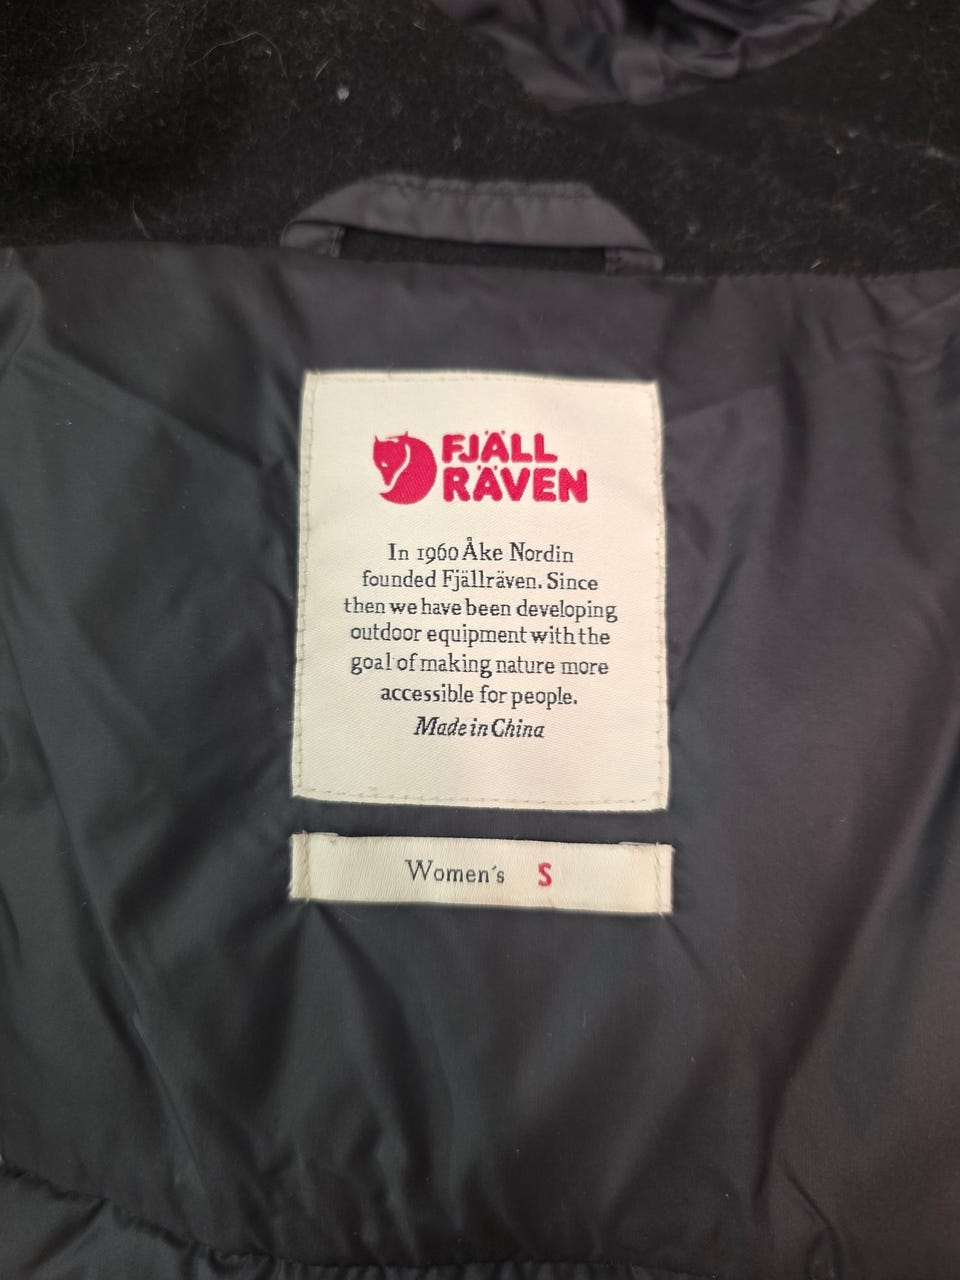 FJÄLL
RÄVEN
In 1960 Åke Nordin
founded Fjällräven. Since
then we have been developing
outdoor equipment with the
goal of making nature more
accessible for people.
Made in China
Women's S